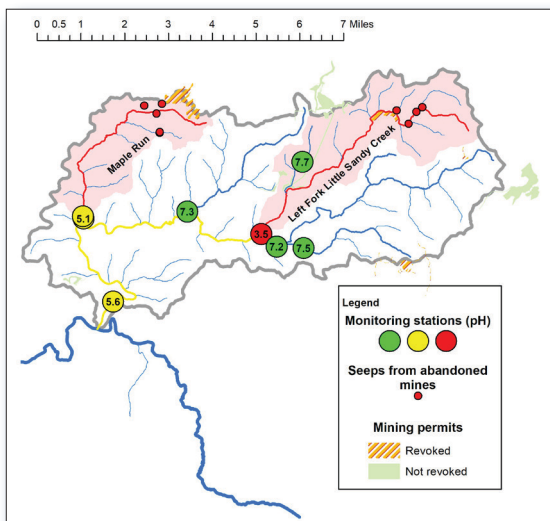 0 0.5 1 2 3 4 5 6 7 Miles
Maple Run
Left Fork Little Sandy Creek
7.7
5.1
7.3
3.5
7.2
7.5
5.6
Legend
Monitoring stations (pH)
Seeps from abandoned
mines
Mining permits
Revoked
Not revoked